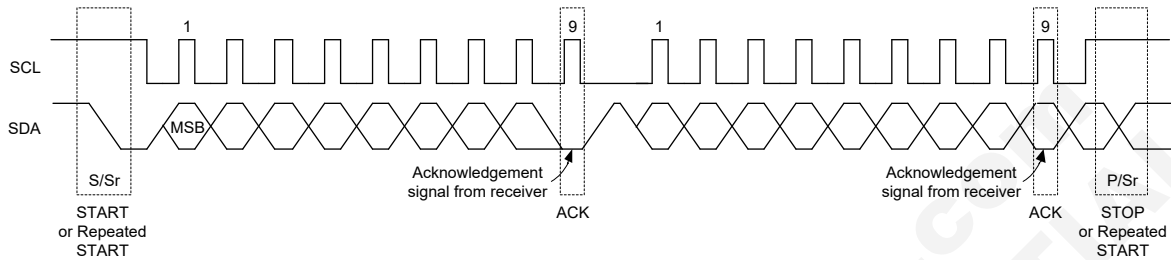 1
9
1
9
SCL
SDA
MSB
Acknowledgement
signal from receiver
Acknowledgement
signal from receiver
S/Sr
P/Sr
START
or Repeated
START
ACK
ACK
STOP
or Repeated
START